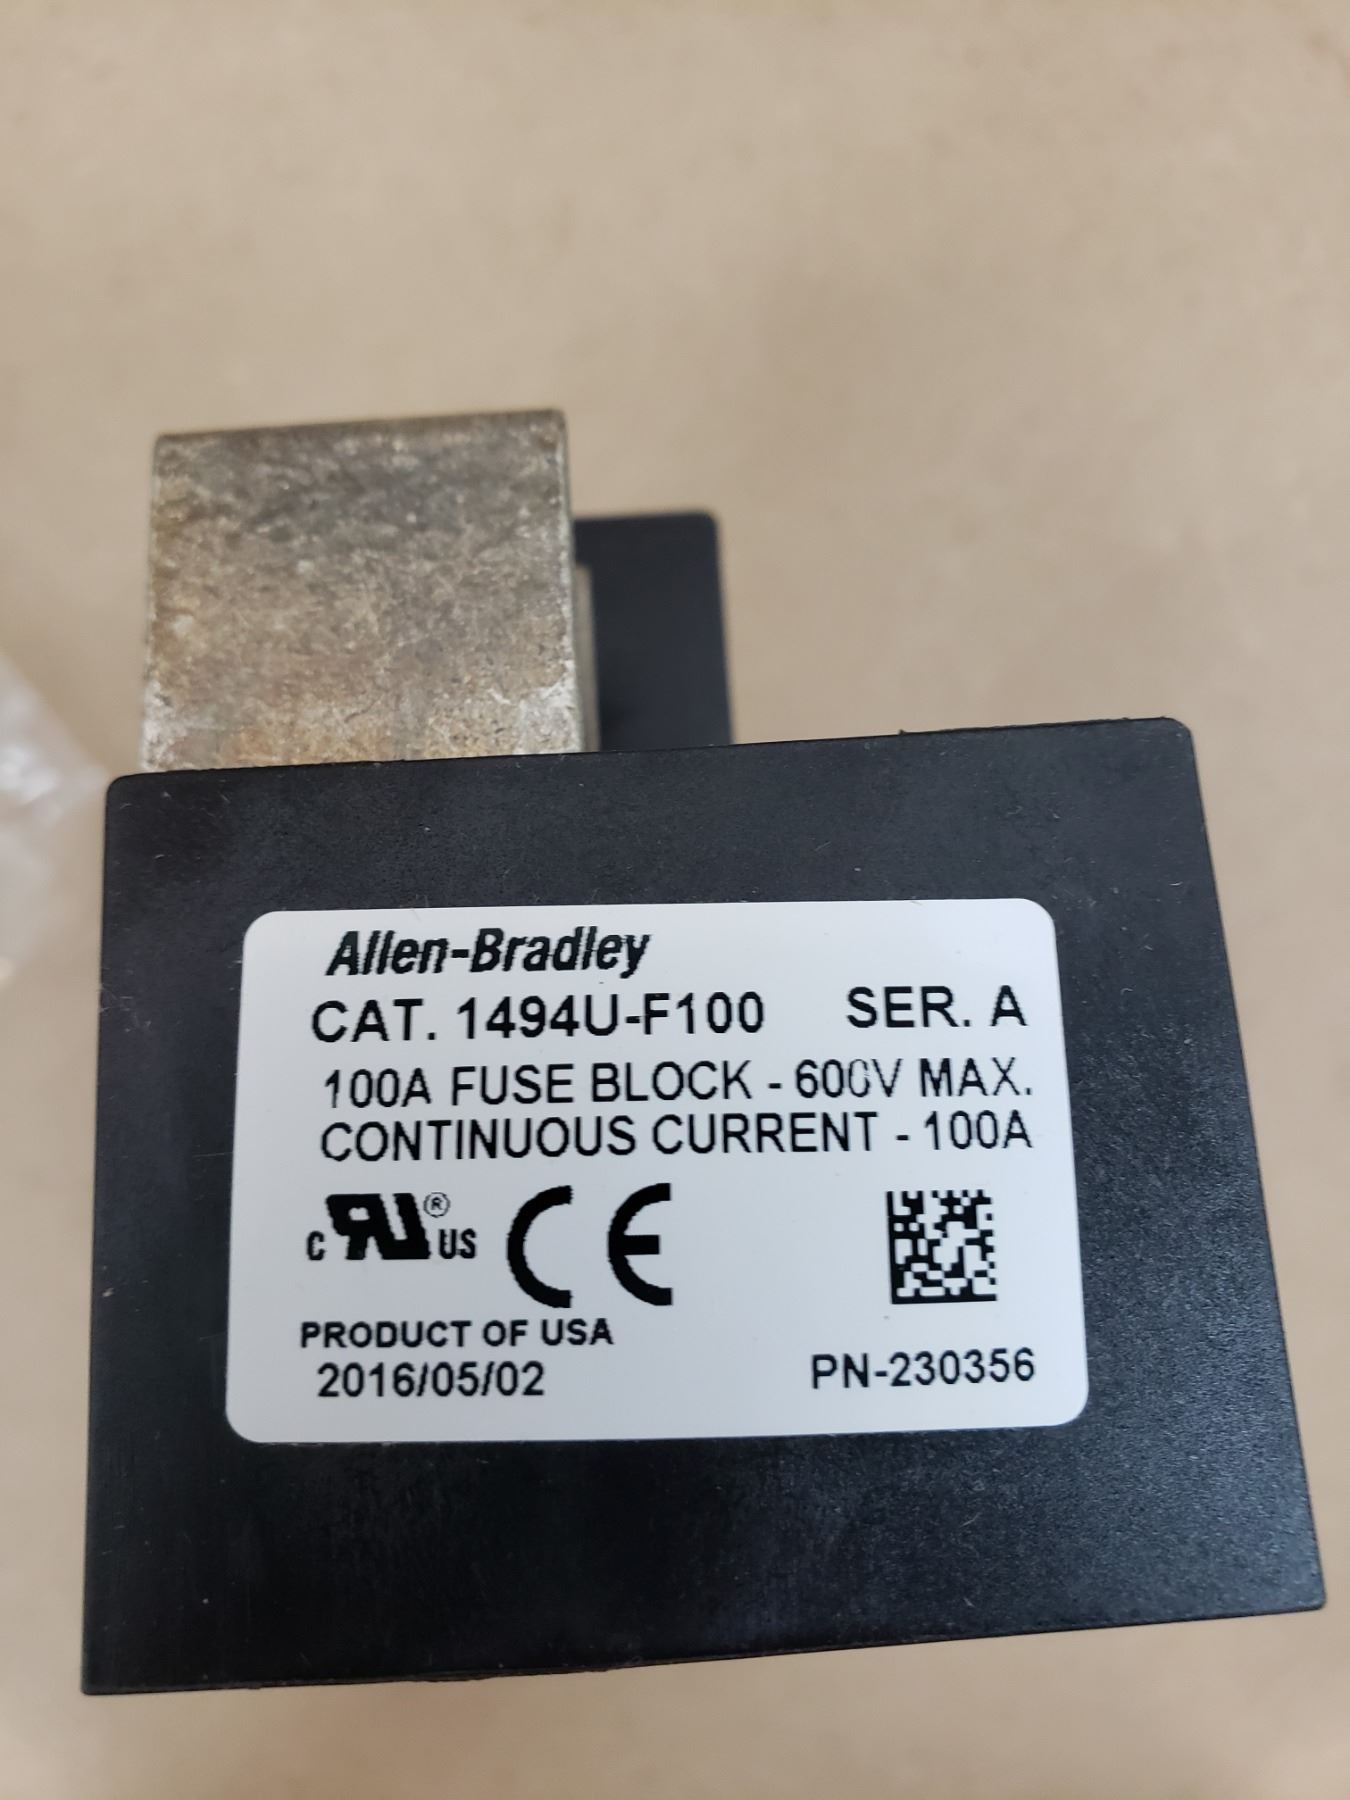 Allen-Bradley
CAT. 1494U-F100 SER. A
100A FUSE BLOCK - 600V MAX.
CONTINUOUS CURRENT - 100A
c RU ® US CE
PRODUCT OF USA
2016/05/02 PN-230356